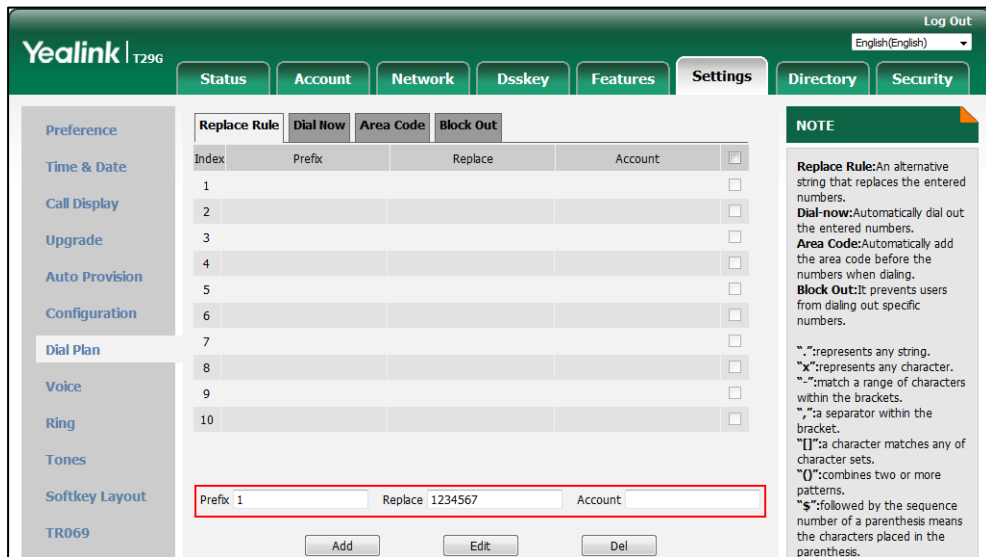 Log Out
Yealink T29G
English(English)
Status Account Network Dsskey Features Settings Directory Security
Preference
Time & Date
Call Display
Upgrade
Auto Provision
Configuration
Dial Plan
Voice
Ring
Tones
Softkey Layout
TR069
Replace Rule Dial Now Area Code Block Out
Index Prefix Replace Account
1
2
3
4
5
6
7
8
9
10
Prefix 1 Replace 1234567 Account
Add Edit Del
NOTE
Replace Rule:An alternative
string that replaces the entered
numbers.
Dial-now:Automatically dial out
the entered numbers.
Area Code:Automatically add
the area code before the
numbers when dialing.
Block Out:It prevents users
from dialing out specific
numbers.
".":represents any string.
"x":represents any character.
"-":match a range of characters
within the brackets.
",":a separator within the
bracket.
"[]":a character matches any of
character sets.
"()":combines two or more
patterns.
"$":followed by the sequence
number of a parenthesis means
the characters placed in the
parenthesis.